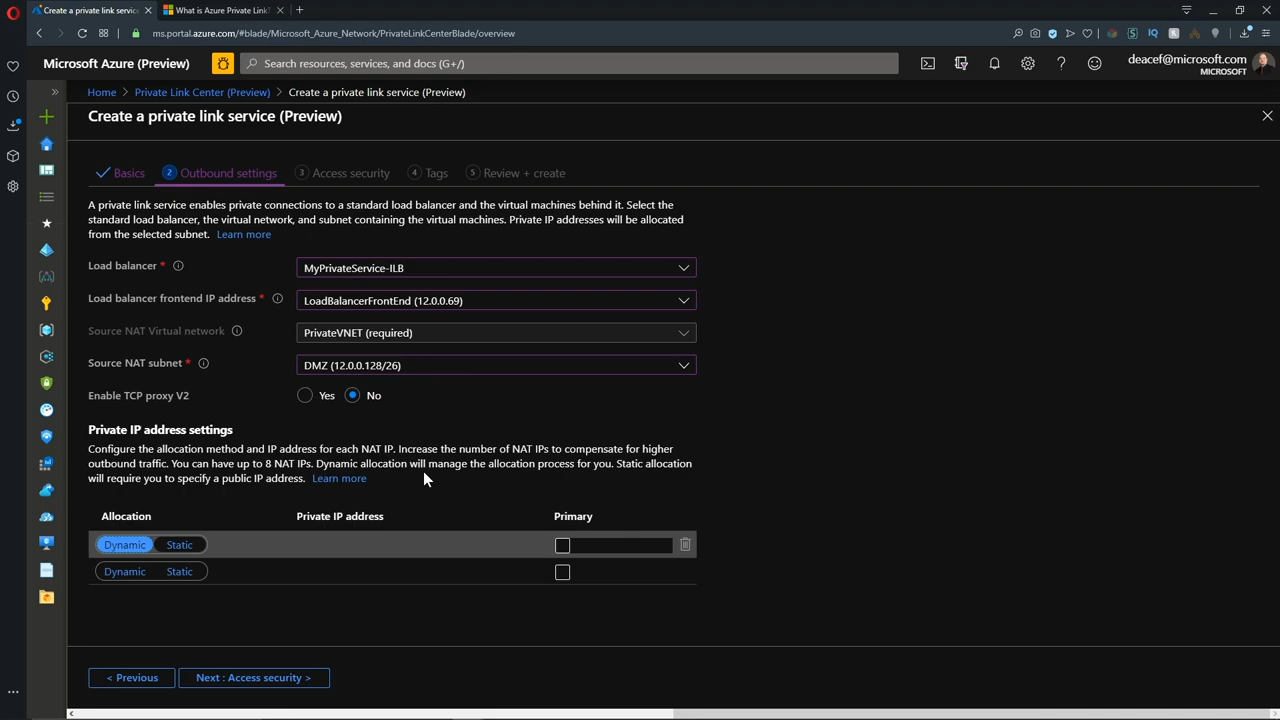 Create a private link servic
What is Azure Private Link?
ms.portal.azure.com/#blade/Microsoft_Azure_Network/PrivateLinkCenterBlade/overview
Microsoft Azure (Preview)
Search resources, services, and docs (G+/)
deacef@microsoft.com
MICROSOFT
Home > Private Link Center (Preview) > Create a private link service (Preview)
Create a private link service (Preview)
Basics
2 Outbound settings
3 Access security
4 Tags
5 Review + create
A private link service enables private connections to a standard load balancer and the virtual machines behind it. Select the
standard load balancer, the virtual network, and subnet containing the virtual machines. Private IP addresses will be allocated
from the selected subnet. Learn more
Load balancer *
MyPrivateService-ILB
Load balancer frontend IP address *
LoadBalancerFrontEnd (12.0.0.69)
Source NAT Virtual network
PrivateVNET (required)
Source NAT subnet *
DMZ (12.0.0.128/26)
Enable TCP proxy V2
Yes
No
Private IP address settings
Configure the allocation method and IP address for each NAT IP. Increase the number of NAT IPs to compensate for higher
outbound traffic. You can have up to 8 NAT IPs. Dynamic allocation will manage the allocation process for you. Static allocation
will require you to specify a public IP address. Learn more
Allocation
Private IP address
Primary
Dynamic
Static
Dynamic
Static
< Previous
Next : Access security >